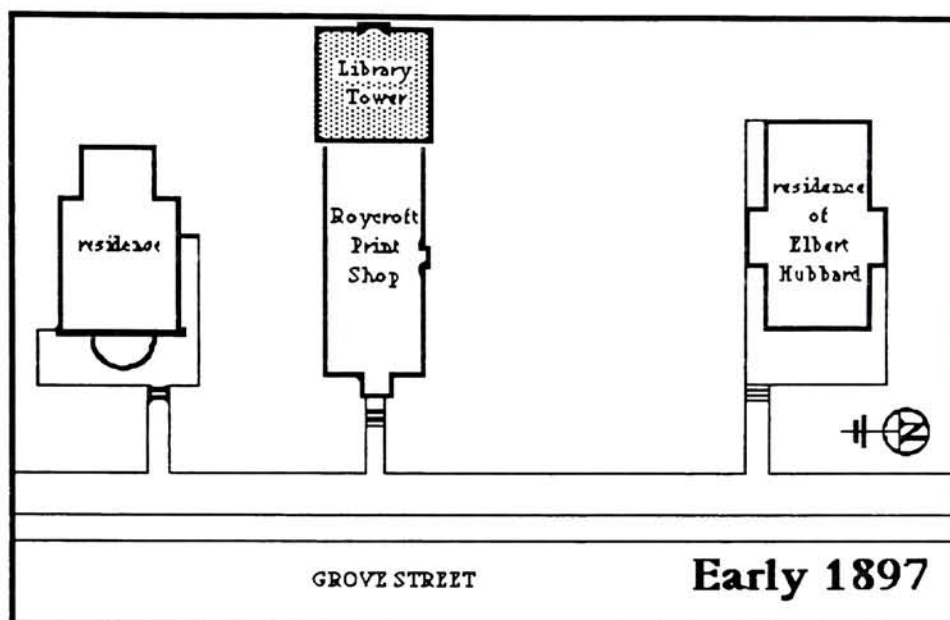 Library
Tower
residence
Roycroft
Print
Shop
residence
of
Elbert
Hubbard
N
GROVE STREET
Early 1897